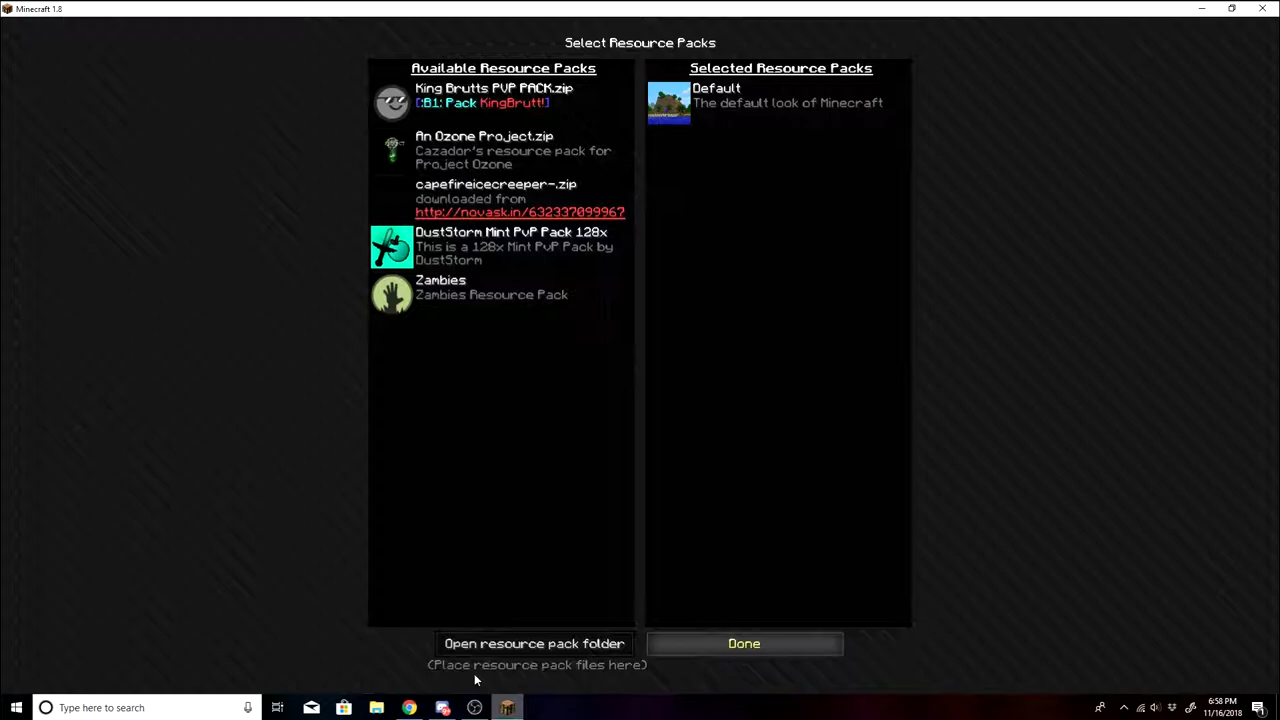 Minecraft 1.8
Select Resource Packs
Available Resource Packs
King Brutts PVP PACK.zip
[:B1: Pack KingBrutt!]
An Ozone Project.zip
Cazador's resource pack for
Project Ozone
capefireicecreeper-.zip
downloaded from
http://novask.in/632337099967
DustStorm Mint PvP Pack 128x
This is a 128x Mint PvP Pack by
DustStorm
Zambies
Zambies Resource Pack
Selected Resource Packs
Default
The default look of Minecraft
Open resource pack folder
Done
(Place resource pack files here)
Type here to search
6:58 PM
11/16/2018